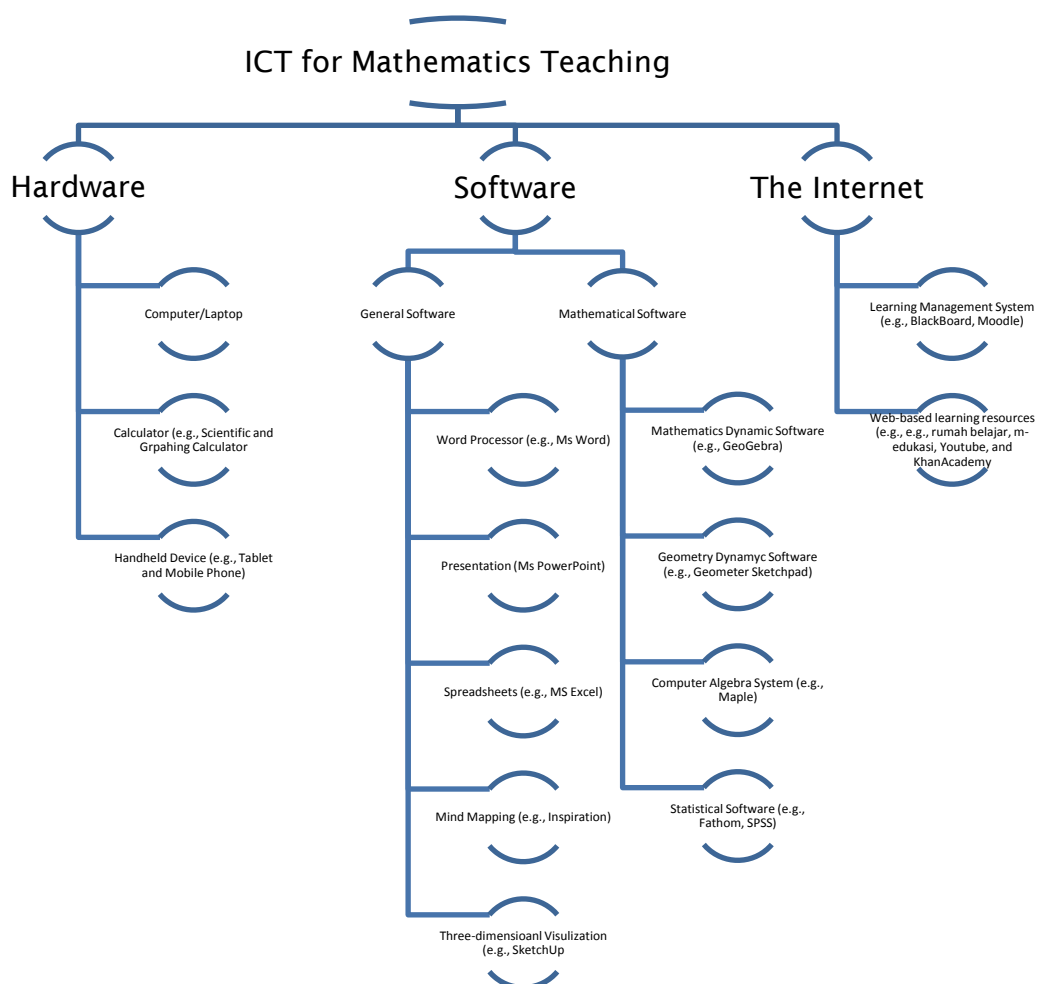 ICT for Mathematics Teaching
Hardware
Software
The Internet
Computer/Laptop
Calculator (e.g., Scientific and
Grpahing Calculator
Handheld Device (e.g., Tablet
and Mobile Phone)
General Software
Word Processor (e.g., Ms Word)
Presentation (Ms PowerPoint)
Spreadsheets (e.g., MS Excel)
Mind Mapping (e.g., Inspiration)
Three-dimensioanl Visulization
(e.g., SketchUp
Mathematical Software
Mathematics Dynamic Software
(e.g., GeoGebra)
Geometry Dynamyc Software
(e.g., Geometer Sketchpad)
Computer Algebra System (e.g.,
Maple)
Statistical Software (e.g.,
Fathom, SPSS)
Learning Management System
(e.g., BlackBoard, Moodle)
Web-based learning resources
(e.g., e.g., rumah belajar, m-
edukasi, Youtube, and
KhanAcademy